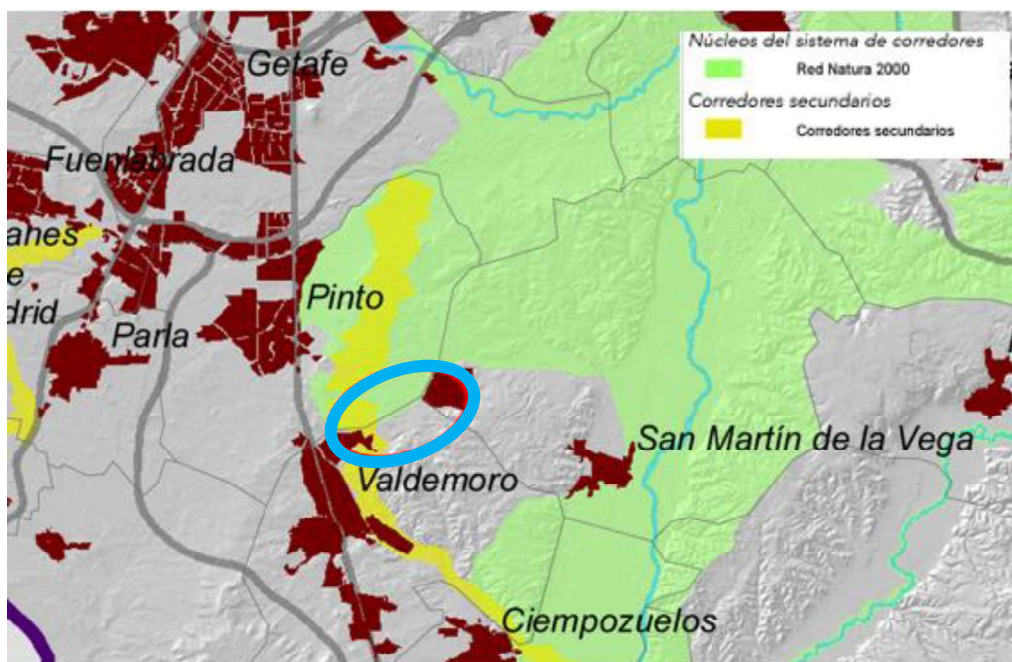 Núcleos del sistema de corredores
Red Natura 2000
Corredores secundarios
Corredores secundarios
Getafe
Fuenlabrada
anes
e
drid
Pinto
Parla
San Martín de la Vega
Valdemoro
Ciempozuelos